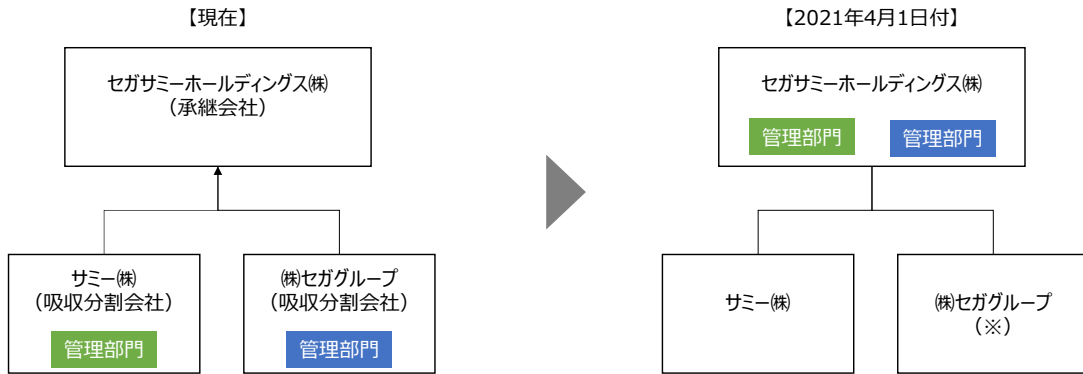 【現在】
セガサミーホールディングス㈱
（承継会社）
サミー㈱
（吸収分割会社）
管理部門
㈱セガグループ
（吸収分割会社）
管理部門
【2021年4月1日付】
セガサミーホールディングス㈱
管理部門
管理部門
サミー㈱
㈱セガグループ
（※）